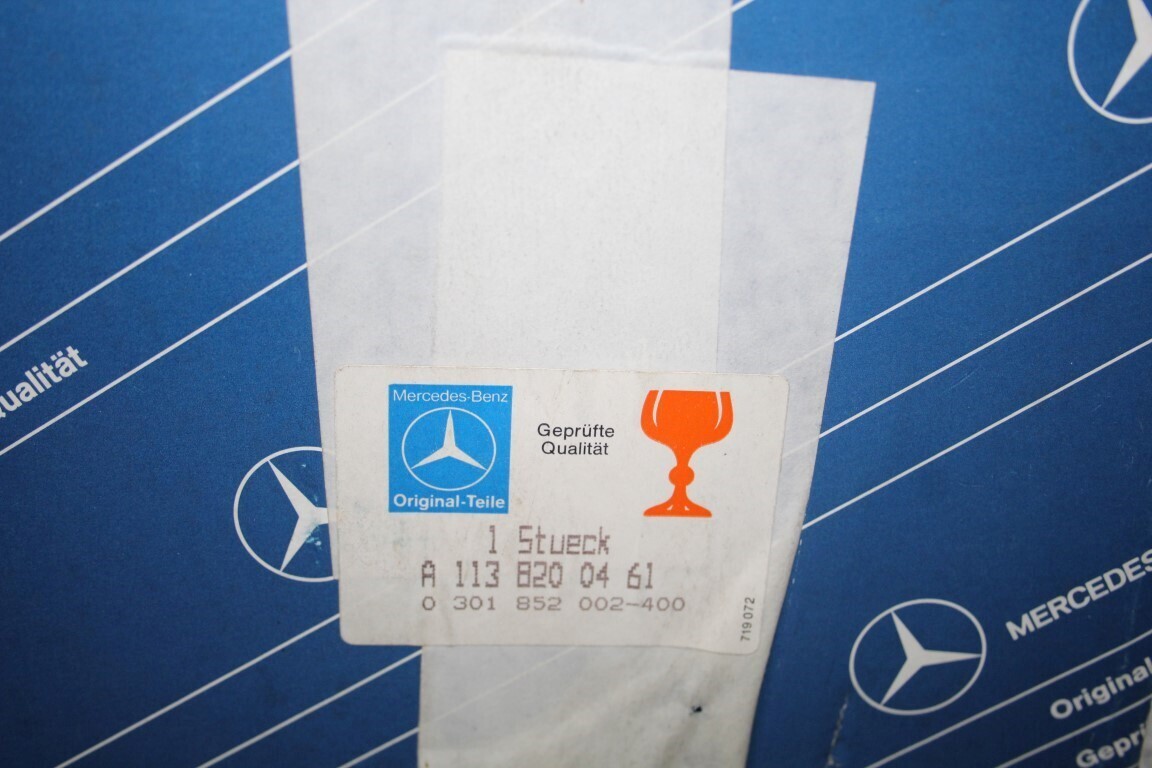 Mercedes-Benz
Original-Teile
Geprüfte
Qualität
1 Stueck
A 113 820 04 61
0 301 852 002-400
719 072
MERCEDES
Original